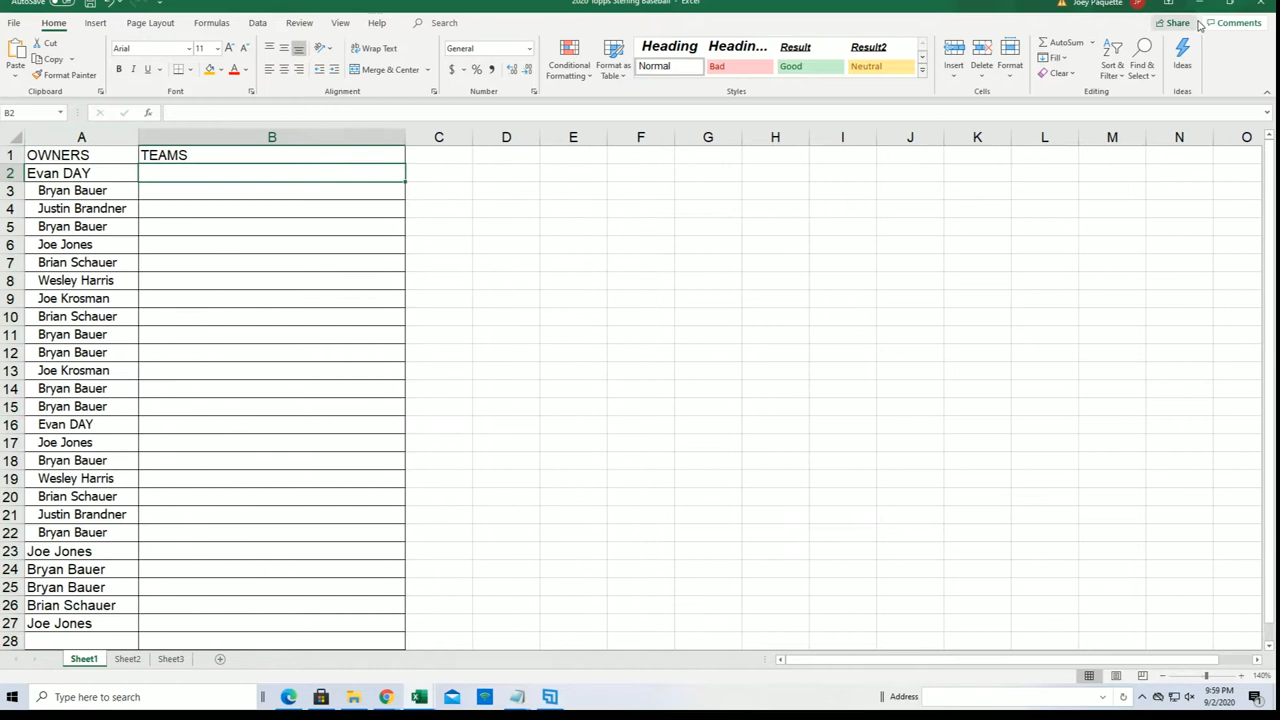 AutoSave 2020 Topps Sterling Baseball - Excel Joey Paquette JP
File Home Insert Page Layout Formulas Data Review View Help Search Share Comments
Cut Arial 11 A A Wrap Text General Heading Headin... Result Result2 AutoSum
Copy Paste Format Painter B I U A Merge & Center $ % 9 Conditional Formatting Format as Table Normal Bad Good Neutral Insert Delete Format Fill Clear Sort & Filter Find & Select Ideas
Clipboard Font Alignment Number Styles Cells Editing Ideas
B2 fx
A B C D E F G H I J K L M N O
1 OWNERS TEAMS
2 Evan DAY
3 Bryan Bauer
4 Justin Brandner
5 Bryan Bauer
6 Joe Jones
7 Brian Schauer
8 Wesley Harris
9 Joe Krosman
10 Brian Schauer
11 Bryan Bauer
12 Bryan Bauer
13 Joe Krosman
14 Bryan Bauer
15 Bryan Bauer
16 Evan DAY
17 Joe Jones
18 Bryan Bauer
19 Wesley Harris
20 Brian Schauer
21 Justin Brandner
22 Bryan Bauer
23 Joe Jones
24 Bryan Bauer
25 Bryan Bauer
26 Brian Schauer
27 Joe Jones
28
Sheet1 Sheet2 Sheet3
140%
Type here to search Address 9:59 PM
9/2/2020